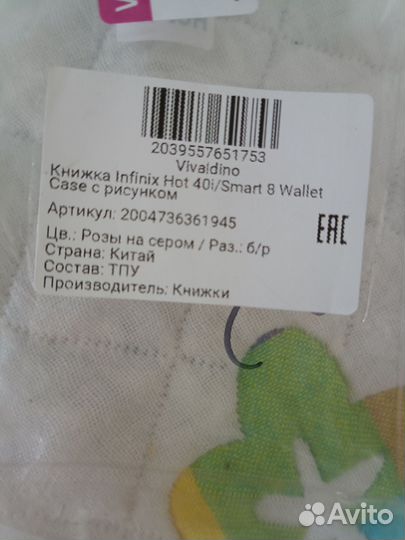 2039557651753
Vivaldino
Книжка Infinix Hot 40i/Smart 8 Wallet
Case с рисунком
Артикул: 2004736361945
EAC
Цв.: Розы на сером / Раз.: б/р
Страна: Китай
Состав: ТПУ
Производитель: Книжки
Avito